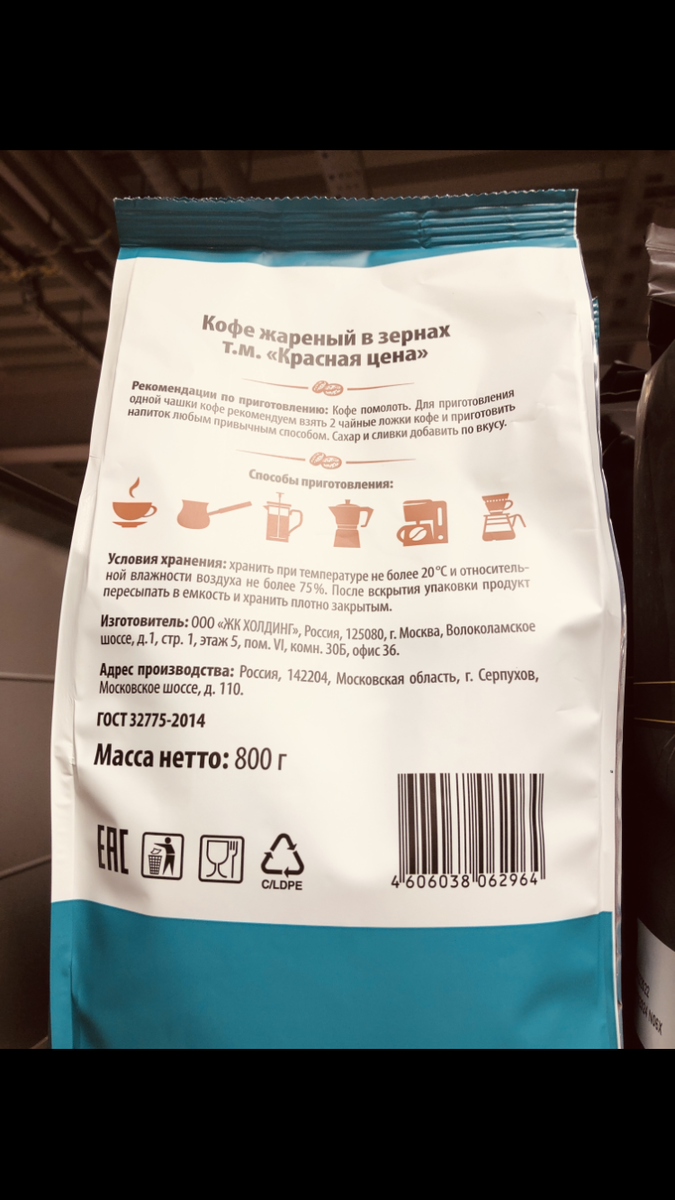 Кофе жареный в зернах
т.м. «Красная цена»
Рекомендации по приготовлению: Кофе помолоть. Для приготовления
одной чашки кофе рекомендуем взять 2 чайные ложки кофе и приготовить
напиток любым привычным способом. Сахар и сливки добавить по вкусу.
Способы приготовления:
Условия хранения: хранить при температуре не более 20°С и относитель-
ной влажности воздуха не более 75%. После вскрытия упаковки продукт
пересыпать в емкость и хранить плотно закрытым.
Изготовитель: ООО «ЖК ХОЛДИНГ», Россия, 125080, г. Москва, Волоколамское
шоссе, д.1, стр. 1, этаж 5, пом. VI, комн. 30Б, офис 36.
Адрес производства: Россия, 142204, Московская область, г. Серпухов,
Московское шоссе, д. 110.
ГОСТ 32775-2014
Масса нетто: 800 г
EAC
C/LDPE
4 606038 062964